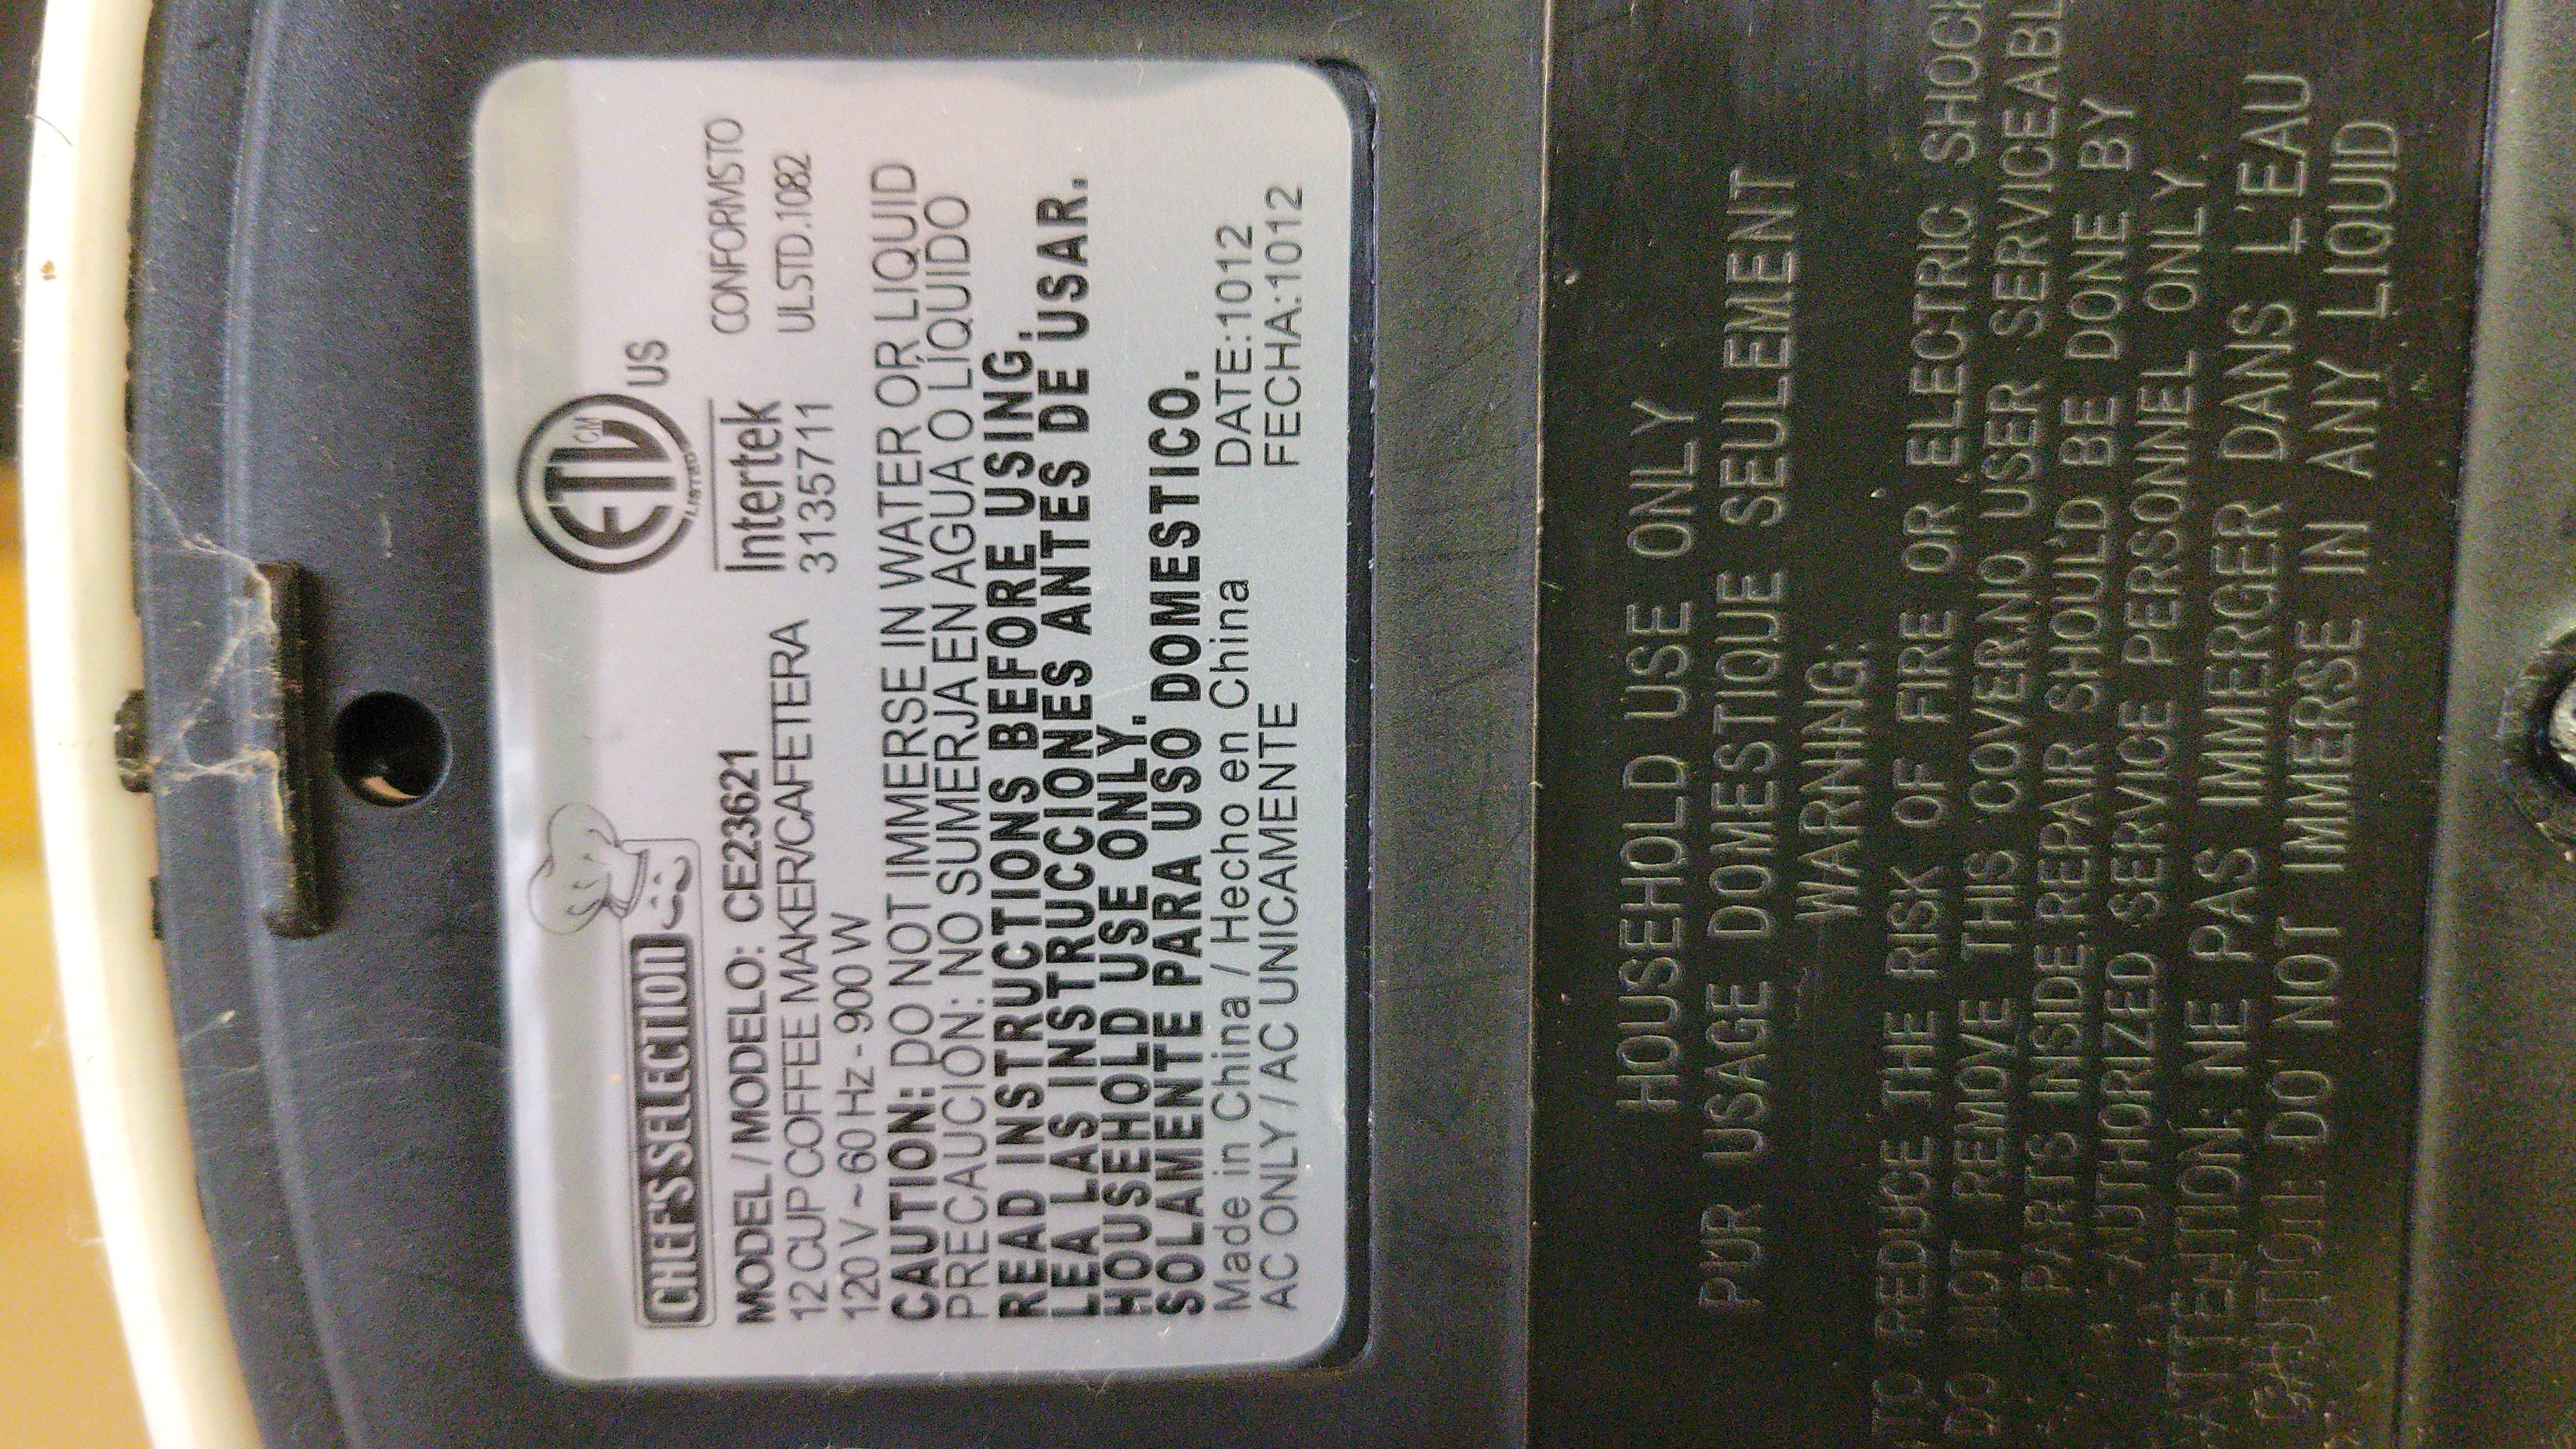 CHEF'S SELECTION
ETL CM
LISTED
US
MODEL / MODELO: CE23621
12 CUP COFFEE MAKER/CAFETERA
120 V ~ 60 Hz - 900 W
Intertek
3135711
CONFORMSTO
ULSTD.1082
CAUTION: DO NOT IMMERSE IN WATER OR LIQUID
PRECAUCION: NO SUMERJA EN AGUA O LIQUIDO
READ INSTRUCTIONS BEFORE USING.
LEA LAS INSTRUCCIONES ANTES DE USAR.
HOUSEHOLD USE ONLY.
SOLAMENTE PARA USO DOMESTICO.
Made in China / Hecho en China
DATE:1012
AC ONLY / AC UNICAMENTE
FECHA:1012
HOUSEHOLD USE ONLY
PUR USAGE DOMESTIQUE SEULEMENT
WARNING:
TO REDUCE THE RISK OF FIRE OR ELECTRIC SHOCK
DO NOT REMOVE THIS COVERNO USER SERVICEABL
PARTS INSIDE.REPAIR SHOULD BE DONE BY
AUTHORIZED SERVICE PERSONNEL ONLY.
ATTENTION: NE PAS IMMERGER DANS L'EAU
CAUTION: DO NOT IMMERSE IN ANY LIQUID